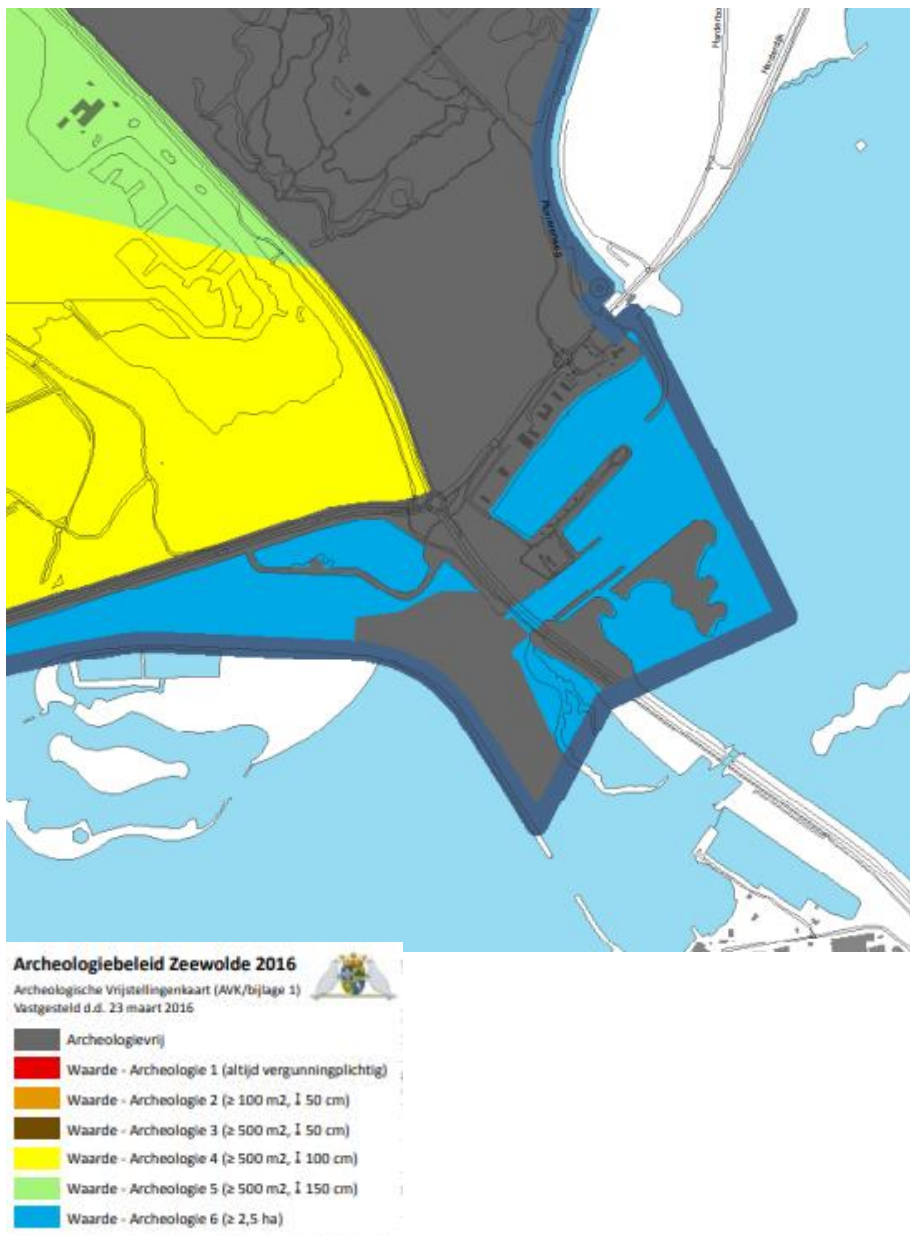 Harderdijk
Archeologiebeleid Zeewolde 2016
Archeologische Vrijstellingenkaart (AVK/bijlage 1)
Vastgesteld d.d. 23 maart 2016
Archeologievrij
Waarde - Archeologie 1 (altijd vergunningplichtig)
Waarde - Archeologie 2 (≥ 100 m2, I 50 cm)
Waarde - Archeologie 3 (≥ 500 m2, I 50 cm)
Waarde - Archeologie 4 (≥ 500 m2, I 100 cm)
Waarde - Archeologie 5 (≥ 500 m2, I 150 cm)
Waarde - Archeologie 6 (≥ 2,5 ha)